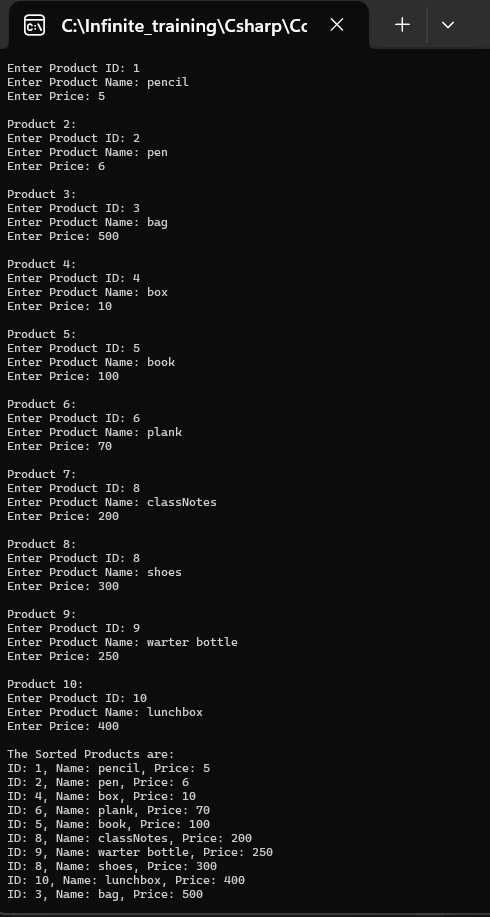 C:\Infinite_training\Csharp\Cc
Enter Product ID: 1
Enter Product Name: pencil
Enter Price: 5
Product 2:
Enter Product ID: 2
Enter Product Name: pen
Enter Price: 6
Product 3:
Enter Product ID: 3
Enter Product Name: bag
Enter Price: 500
Product 4:
Enter Product ID: 4
Enter Product Name: box
Enter Price: 10
Product 5:
Enter Product ID: 5
Enter Product Name: book
Enter Price: 100
Product 6:
Enter Product ID: 6
Enter Product Name: plank
Enter Price: 70
Product 7:
Enter Product ID: 8
Enter Product Name: classNotes
Enter Price: 200
Product 8:
Enter Product ID: 8
Enter Product Name: shoes
Enter Price: 300
Product 9:
Enter Product ID: 9
Enter Product Name: warter bottle
Enter Price: 250
Product 10:
Enter Product ID: 10
Enter Product Name: lunchbox
Enter Price: 400
The Sorted Products are:
ID: 1, Name: pencil, Price: 5
ID: 2, Name: pen, Price: 6
ID: 4, Name: box, Price: 10
ID: 6, Name: plank, Price: 70
ID: 5, Name: book, Price: 100
ID: 8, Name: classNotes, Price: 200
ID: 9, Name: warter bottle, Price: 250
ID: 8, Name: shoes, Price: 300
ID: 10, Name: lunchbox, Price: 400
ID: 3, Name: bag, Price: 500